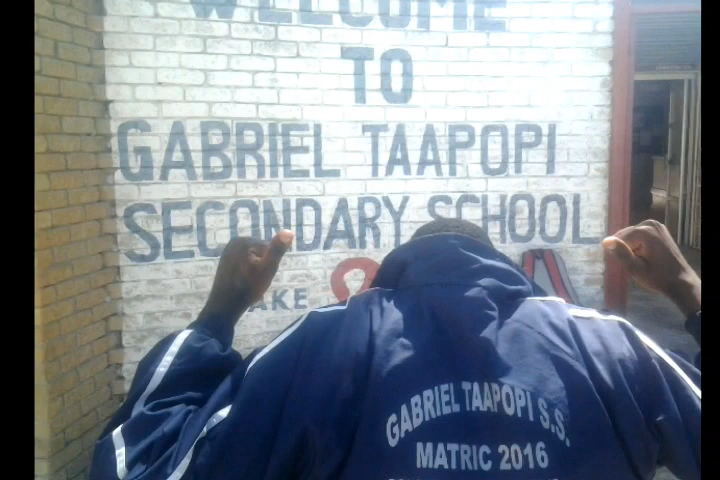 WELCOME
TO
GABRIEL TAAPOPI
SECONDARY SCHOOL
AKE
GABRIEL TAAPOPI S.S.
MATRIC 2016